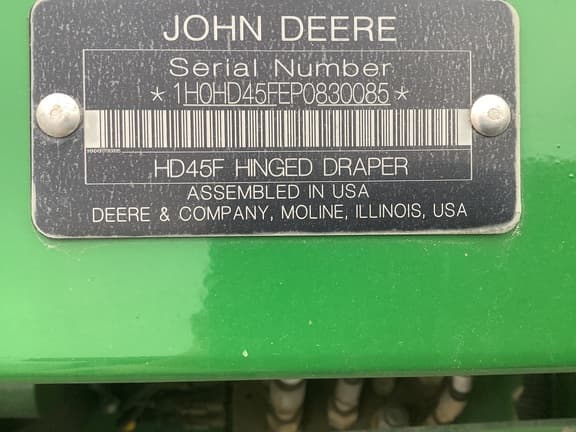 JOHN DEERE
Serial Number
*1H0HD45FEP0830085*
HD45F HINGED DRAPER
ASSEMBLED IN USA
DEERE & COMPANY, MOLINE, ILLINOIS, USA